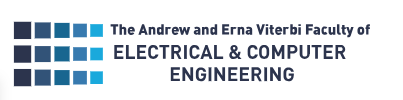 The Andrew and Erna Viterbi Faculty of
ELECTRICAL & COMPUTER
ENGINEERING